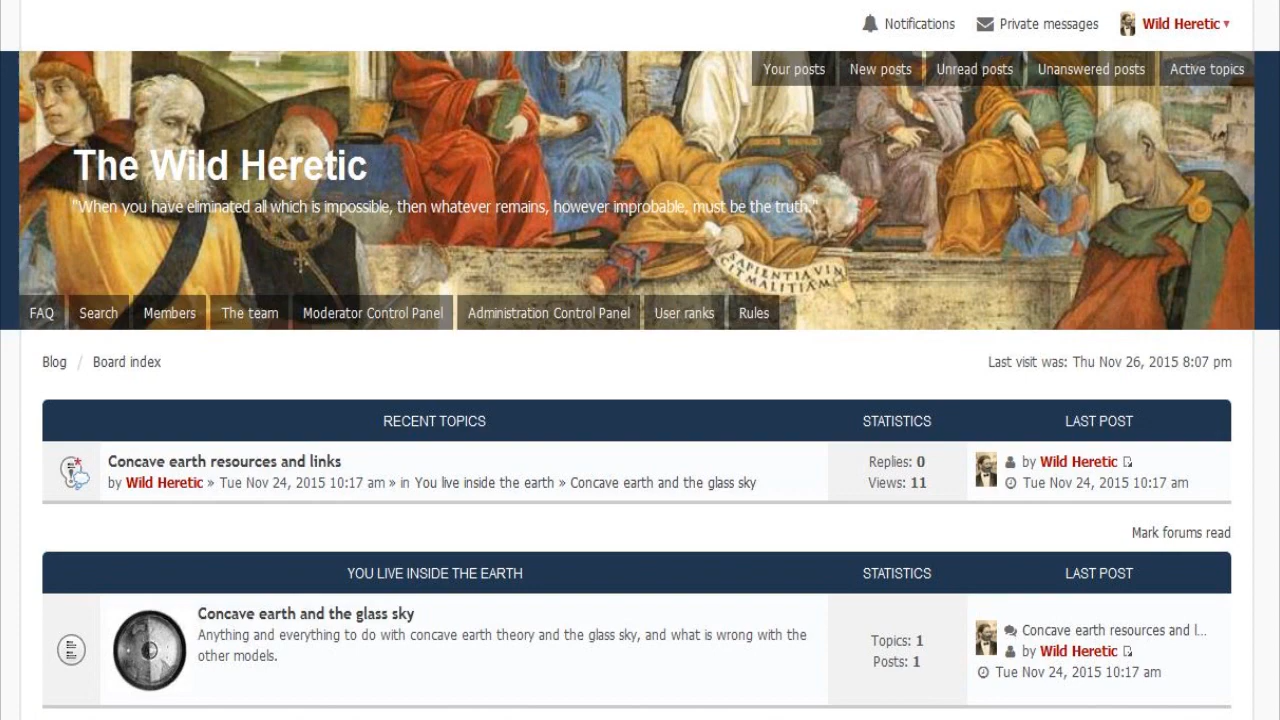 Notifications Private messages Wild Heretic
Your posts New posts Unread posts Unanswered posts Active topics
The Wild Heretic
"When you have eliminated all which is impossible, then whatever remains, however improbable, must be the truth."
SAPIENTIA VIN
CIT MALITIAM
FAQ Search Members The team Moderator Control Panel Administration Control Panel User ranks Rules
Blog / Board index Last visit was: Thu Nov 26, 2015 8:07 pm
RECENT TOPICS STATISTICS LAST POST
Concave earth resources and links Replies: 0 by Wild Heretic
by Wild Heretic » Tue Nov 24, 2015 10:17 am » in You live inside the earth » Concave earth and the glass sky Views: 11 Tue Nov 24, 2015 10:17 am
Mark forums read
YOU LIVE INSIDE THE EARTH STATISTICS LAST POST
Concave earth and the glass sky
Anything and everything to do with concave earth theory and the glass sky, and what is wrong with the
other models.
Topics: 1
Posts: 1
Concave earth resources and l...
by Wild Heretic
Tue Nov 24, 2015 10:17 am